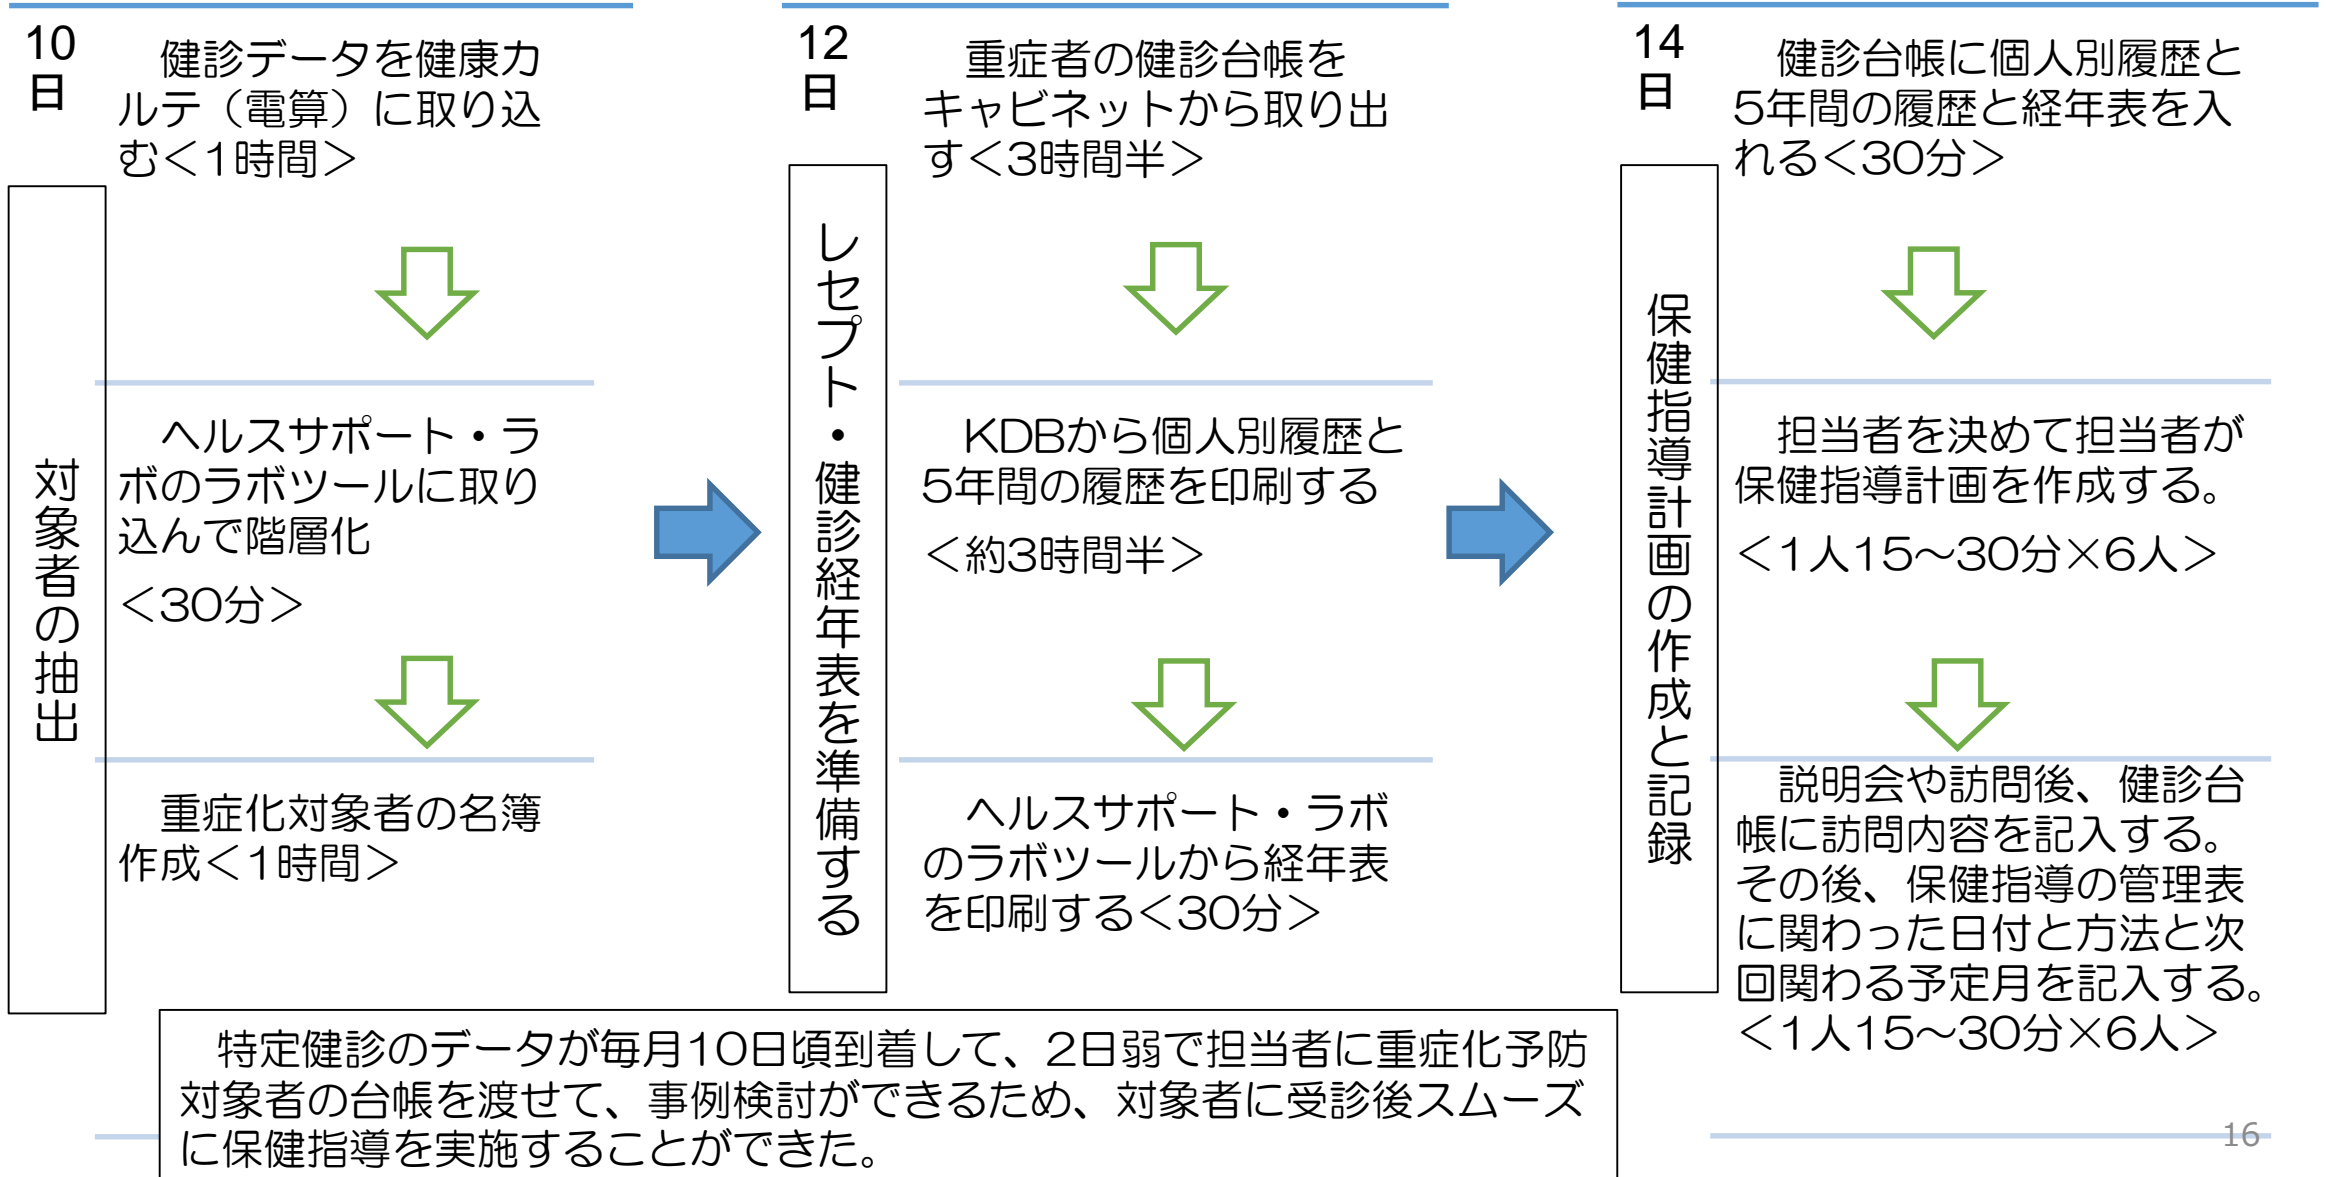 10
日
健診データを健康カ
ルテ（電算）に取り込
む＜1時間＞
対象者の抽出
ヘルスサポート・ラ
ボのラボツールに取り
込んで階層化
＜30分＞
重症化対象者の名簿
作成＜1時間＞
12
日
重症者の健診台帳を
キャビネットから取り出
す＜3時間半＞
レセプト・健診経年表を準備する
KDBから個人別履歴と
5年間の履歴を印刷する
＜約3時間半＞
ヘルスサポート・ラボ
のラボツールから経年表
を印刷する＜30分＞
14
日
健診台帳に個人別履歴と
5年間の履歴と経年表を入
れる＜30分＞
保健指導計画の作成と記録
担当者を決めて担当者が
保健指導計画を作成する。
＜1人15～30分×6人＞
説明会や訪問後、健診台
帳に訪問内容を記入する。
その後、保健指導の管理表
に関わった日付と方法と次
回関わる予定月を記入する。
＜1人15～30分×6人＞
特定健診のデータが毎月10日頃到着して、2日弱で担当者に重症化予防
対象者の台帳を渡せて、事例検討ができるため、対象者に受診後スムーズ
に保健指導を実施することができた。
16